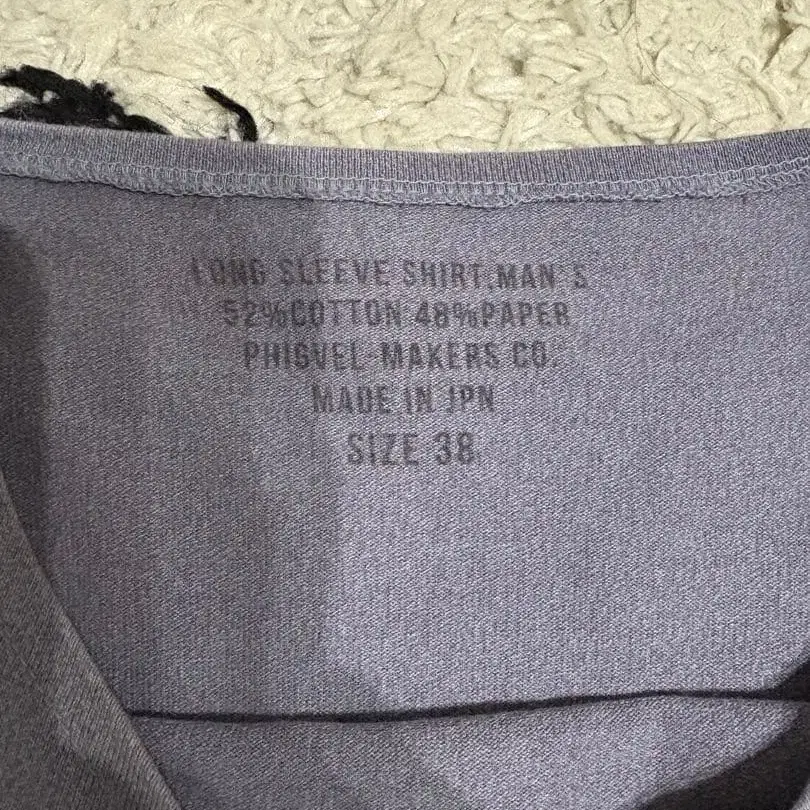 LONG SLEEVE SHIRT,MAN'S
52%COTTON 48%PAPER
PHIGVEL-MAKERS CO.
MADE IN JPN
SIZE 38